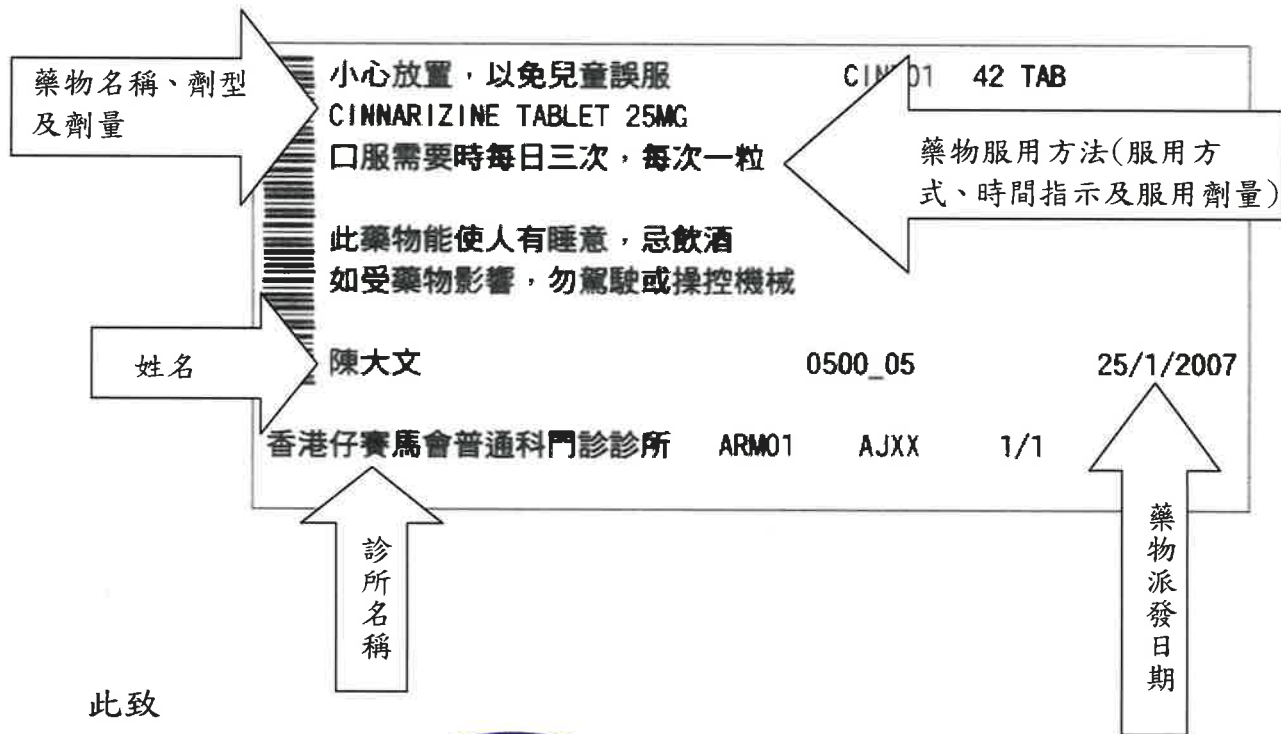 藥物名稱、劑型
及劑量
小心放置，以免兒童誤服 42 TAB
CINNARIZINE TABLET 25MG
口服需要時每日三次，每次一粒
藥物服用方法(服用方
式、時間指示及服用劑量)
此藥物能使人有睡意，忌飲酒
如受藥物影響，勿駕駛或操控機械
姓名
陳大文 0500_05 25/1/2007
香港仔賽馬會普通科門診診所 ARM01 AJXX 1/1
診所名稱
藥物派發日期
此致